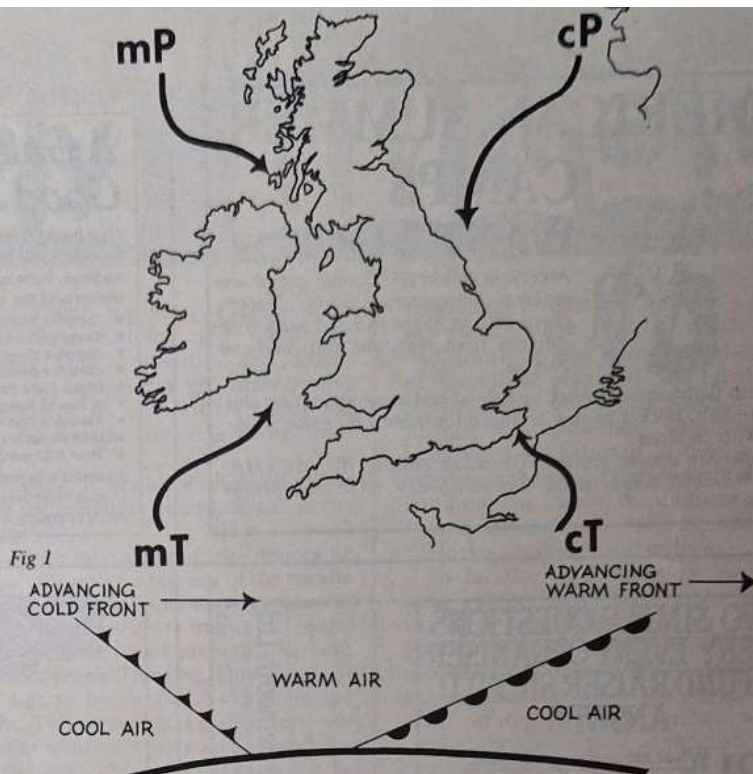 mP
cP
mT
cT
Fig 1
ADVANCING
COLD FRONT
ADVANCING
WARM FRONT
WARM AIR
COOL AIR
COOL AIR